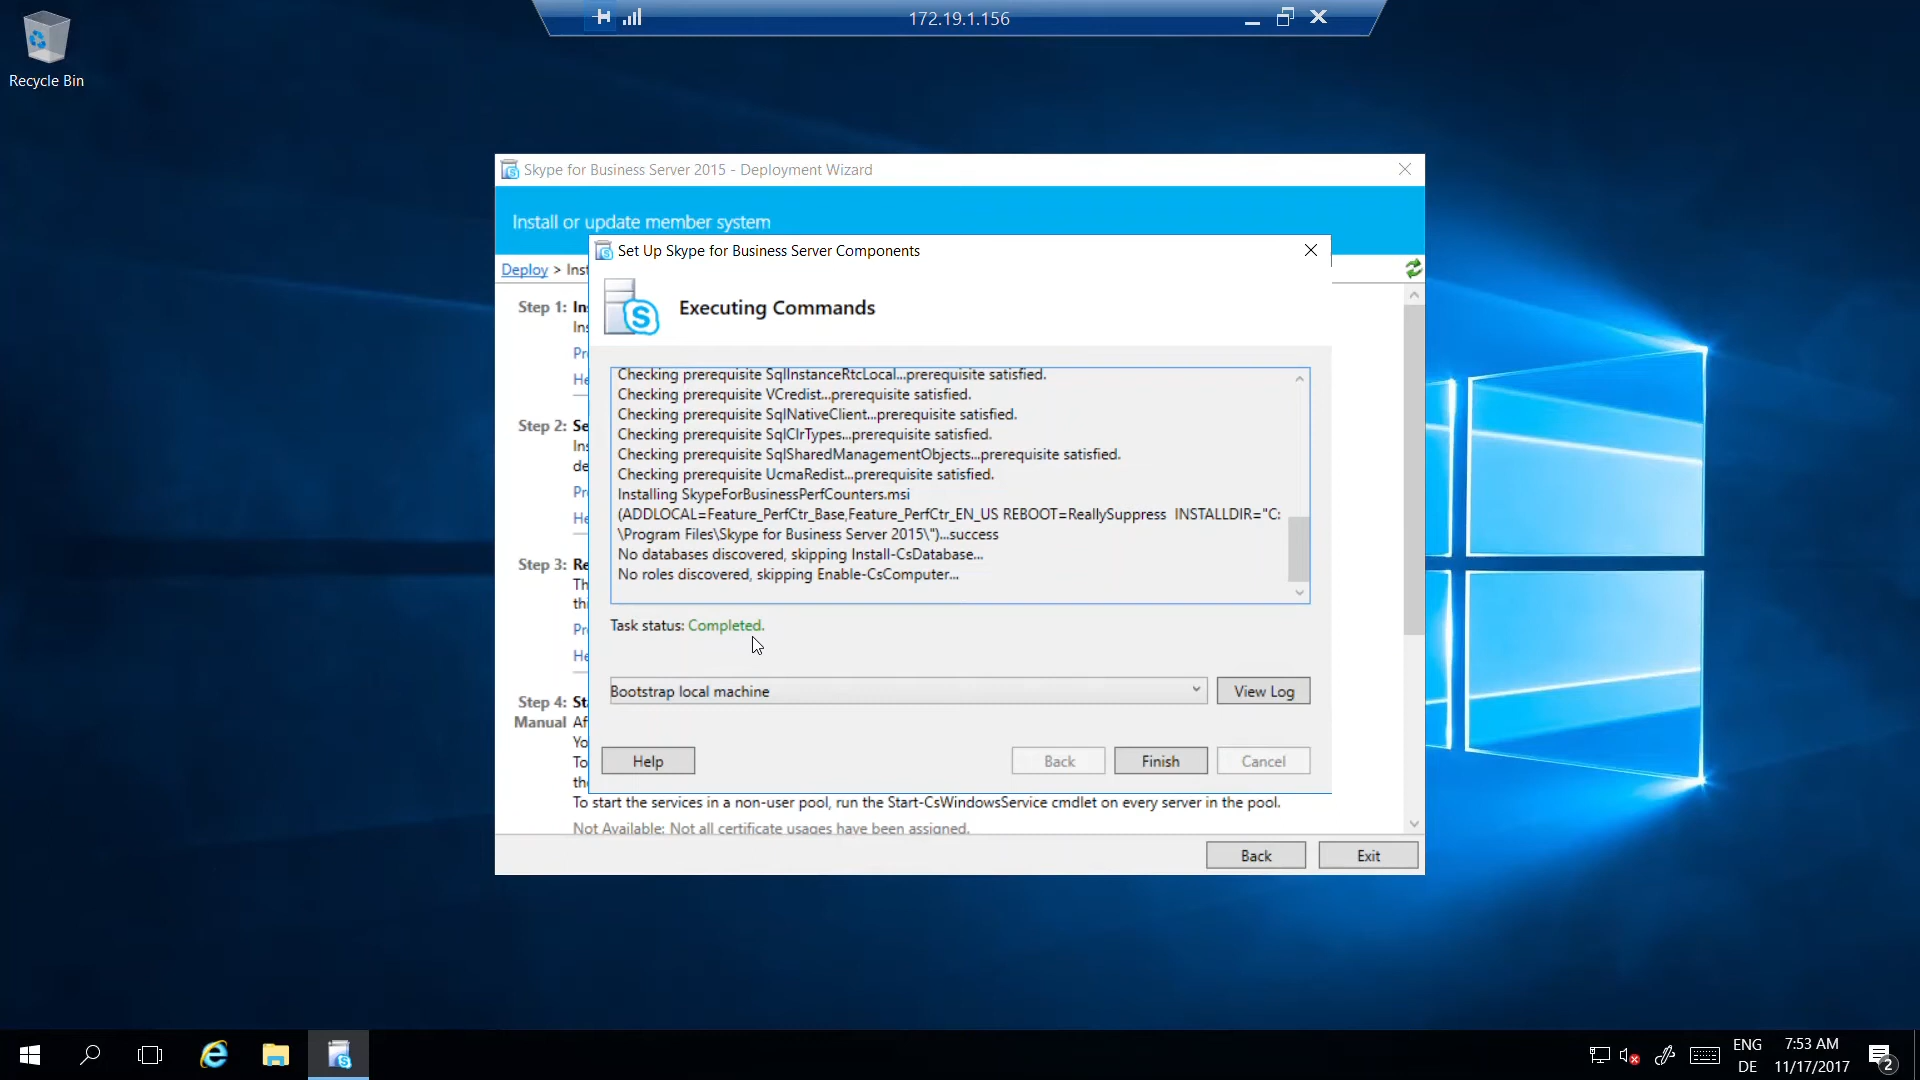 172.19.1.156
Recycle Bin
Skype for Business Server 2015 - Deployment Wizard
Install or update member system
Set Up Skype for Business Server Components
Deploy > Inst
Executing Commands
Step 1: In
Ins
Pr
He
Checking prerequisite SqlInstanceRtcLocal...prerequisite satisfied.
Checking prerequisite VCredist...prerequisite satisfied.
Checking prerequisite SqlNativeClient...prerequisite satisfied.
Checking prerequisite SqlClrTypes...prerequisite satisfied.
Checking prerequisite SqlSharedManagementObjects...prerequisite satisfied.
Checking prerequisite UcmaRedist...prerequisite satisfied.
Installing SkypeForBusinessPerfCounters.msi
(ADDLOCAL=Feature_PerfCtr_Base,Feature_PerfCtr_EN_US REBOOT=ReallySuppress INSTALLDIR="C:
\Program Files\Skype for Business Server 2015\")...success
No databases discovered, skipping Install-CsDatabase...
No roles discovered, skipping Enable-CsComputer...
Step 2: Se
Ins
de
Pr
He
Step 3: Re
Th
thi
Pr
He
Task status: Completed.
Bootstrap local machine
View Log
Step 4: St
Manual Af
Yo
To
the
Help
Back
Finish
Cancel
To start the services in a non-user pool, run the Start-CsWindowsService cmdlet on every server in the pool.
Not Available: Not all certificate usages have been assigned.
Back
Exit
ENG
DE
7:53 AM
11/17/2017
2